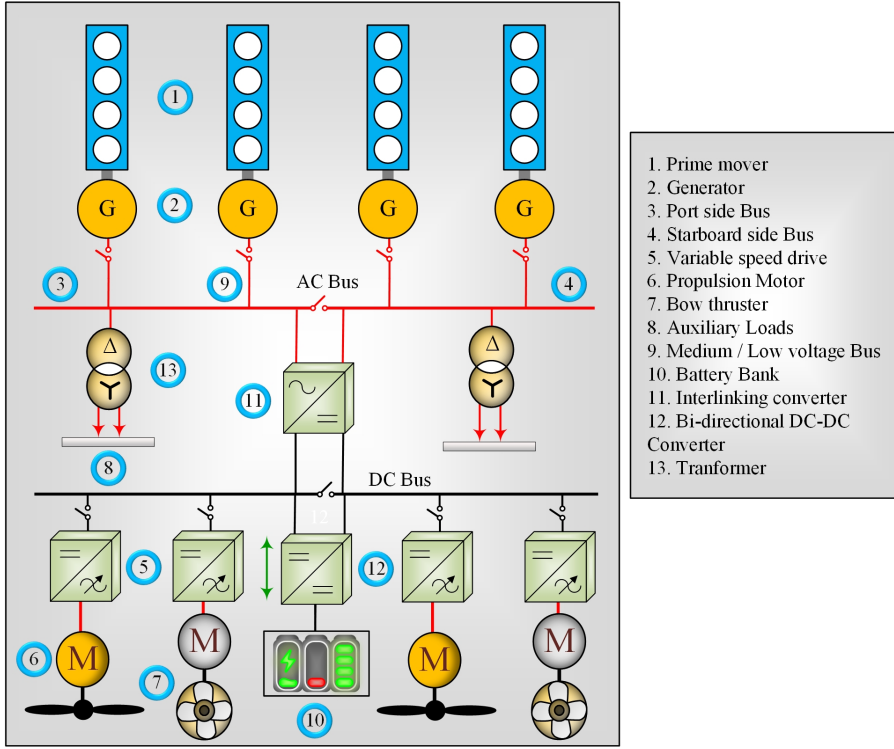 1
G
G
G
G
2
3
9
AC Bus
4
Δ
Δ
13
11
8
DC Bus
12
5
12
M
M
M
M
6
7
10
1. Prime mover
2. Generator
3. Port side Bus
4. Starboard side Bus
5. Variable speed drive
6. Propulsion Motor
7. Bow thruster
8. Auxiliary Loads
9. Medium / Low voltage Bus
10. Battery Bank
11. Interlinking converter
12. Bi-directional DC-DC
Converter
13. Tranformer